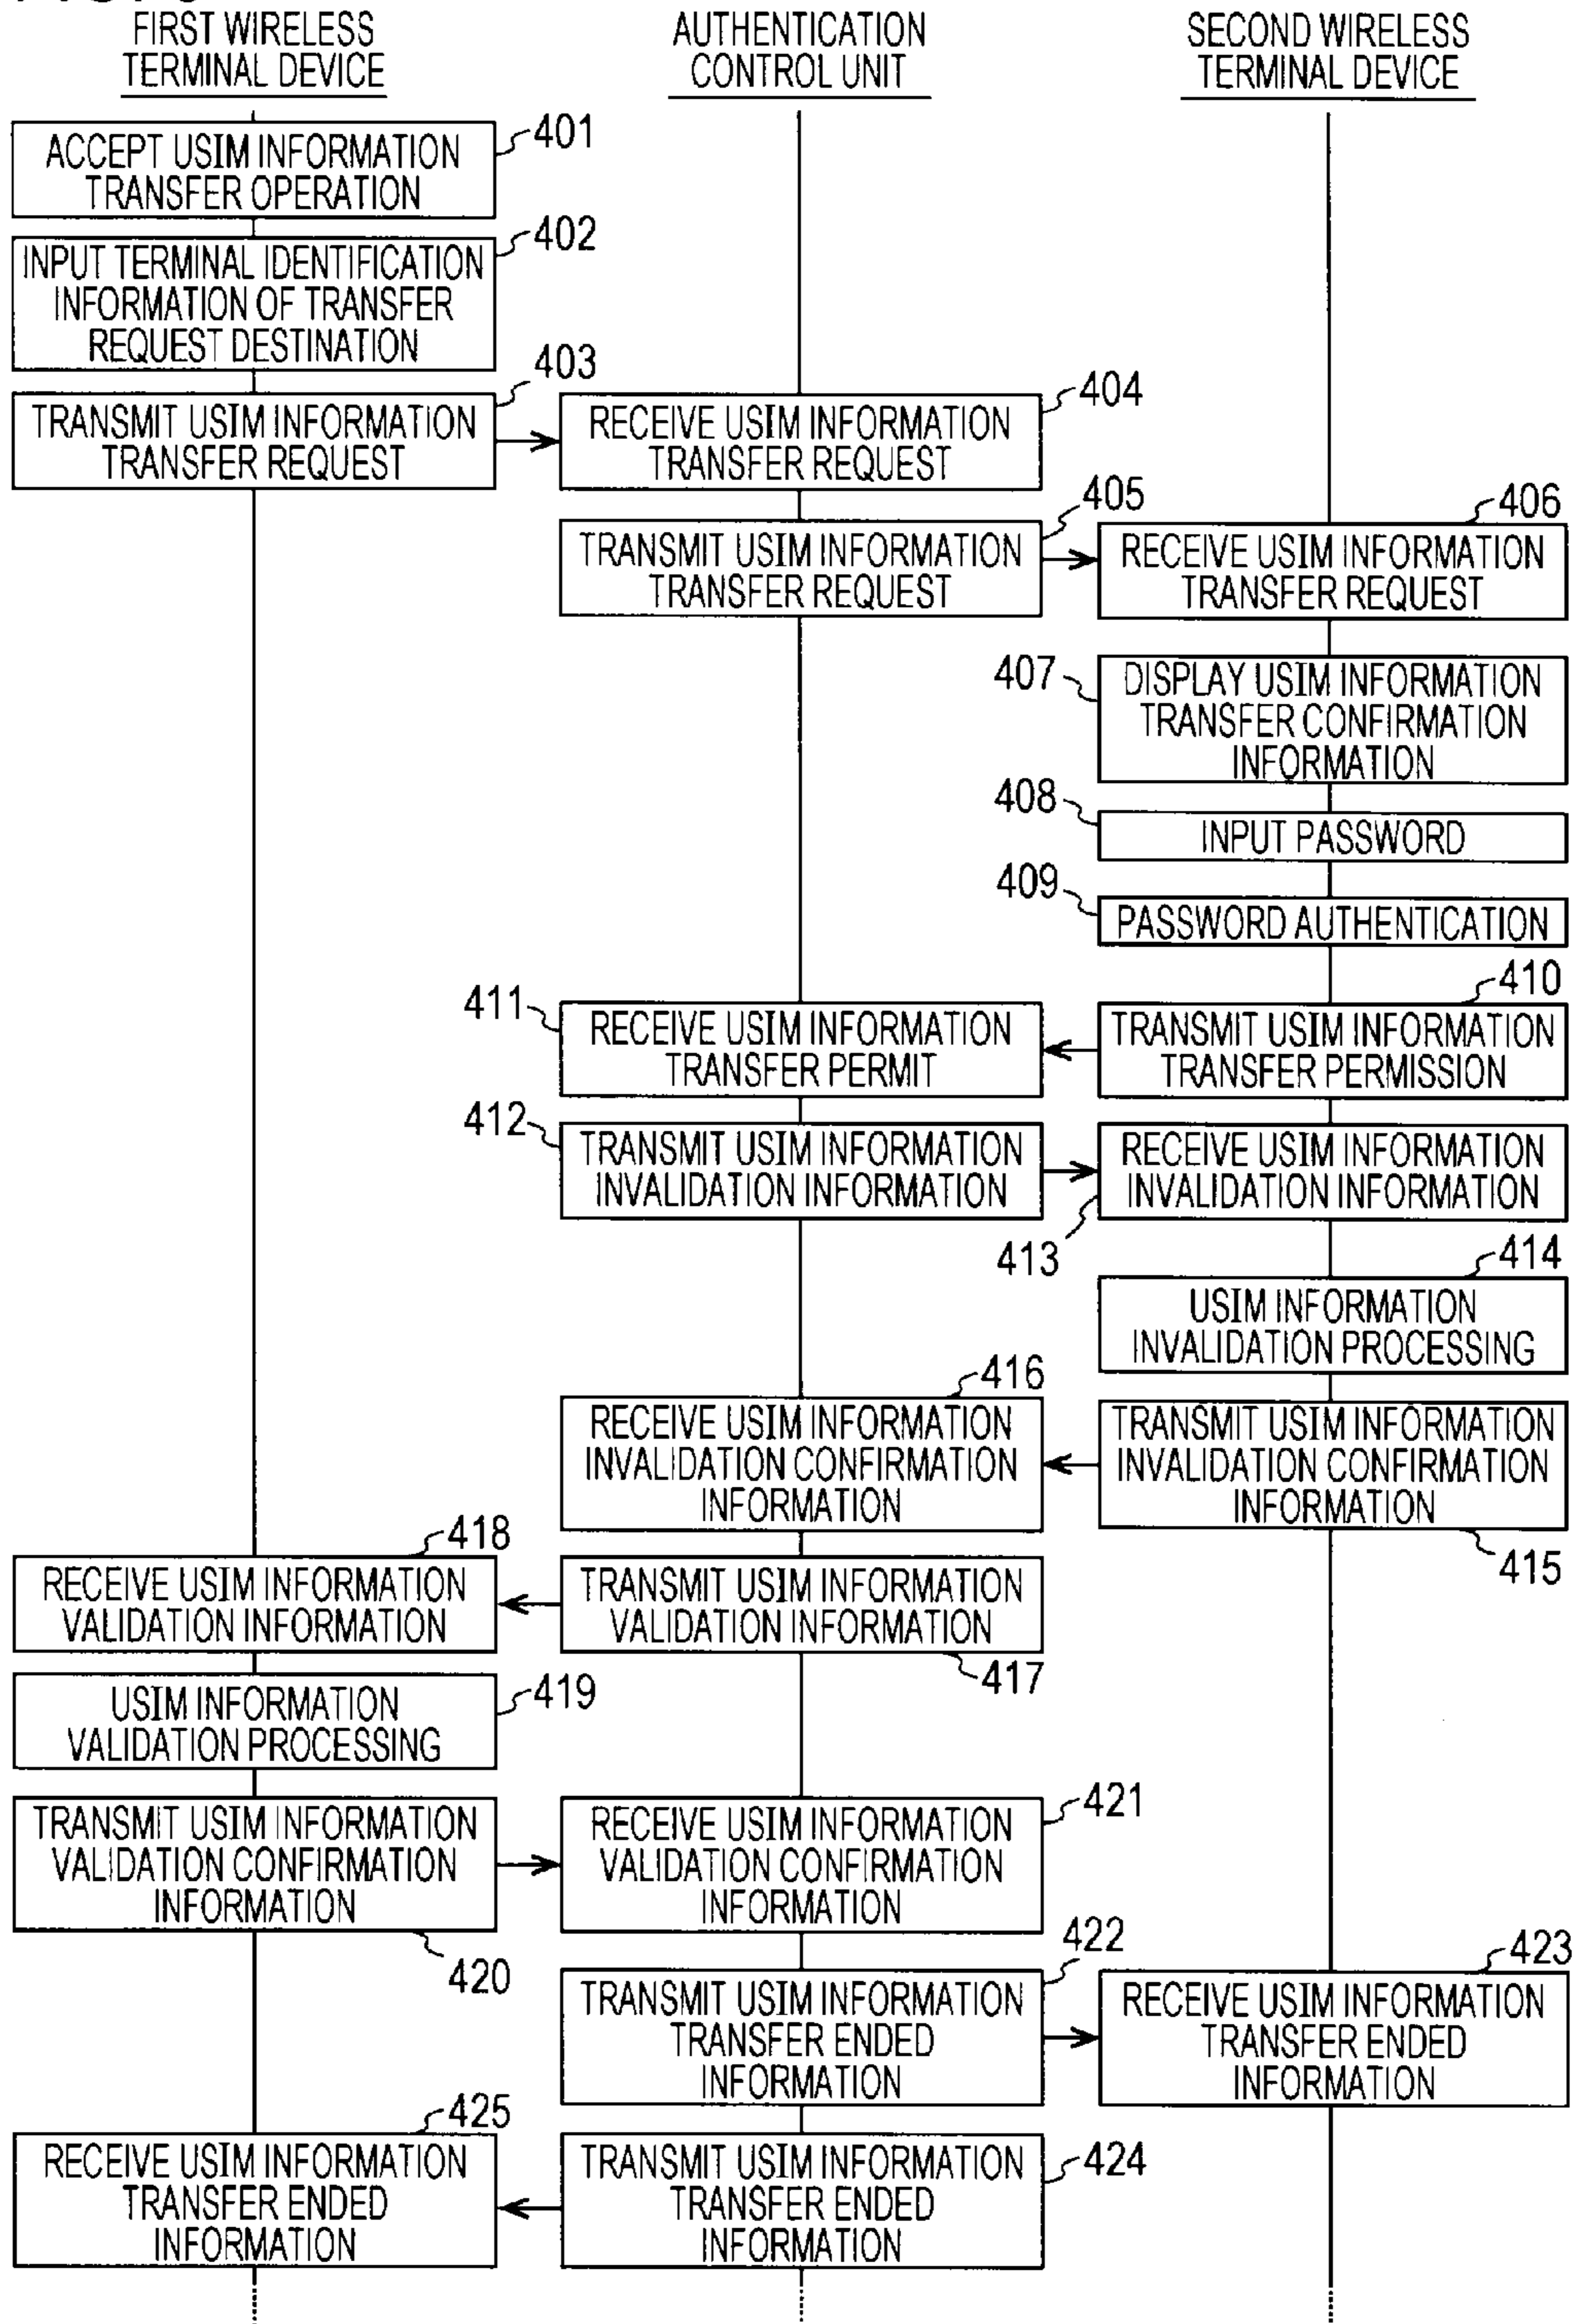 FIRST WIRELESS
TERMINAL DEVICE
AUTHENTICATION
CONTROL UNIT
SECOND WIRELESS
TERMINAL DEVICE
401
ACCEPT USIM INFORMATION
TRANSFER OPERATION
402
INPUT TERMINAL IDENTIFICATION
INFORMATION OF TRANSFER
REQUEST DESTINATION
403
TRANSMIT USIM INFORMATION
TRANSFER REQUEST
404
RECEIVE USIM INFORMATION
TRANSFER REQUEST
405
TRANSMIT USIM INFORMATION
TRANSFER REQUEST
406
RECEIVE USIM INFORMATION
TRANSFER REQUEST
407
DISPLAY USIM INFORMATION
TRANSFER CONFIRMATION
INFORMATION
408
INPUT PASSWORD
409
PASSWORD AUTHENTICATION
410
TRANSMIT USIM INFORMATION
TRANSFER PERMISSION
411
RECEIVE USIM INFORMATION
TRANSFER PERMIT
412
TRANSMIT USIM INFORMATION
INVALIDATION INFORMATION
RECEIVE USIM INFORMATION
INVALIDATION INFORMATION
413
414
USIM INFORMATION
INVALIDATION PROCESSING
416
RECEIVE USIM INFORMATION
INVALIDATION CONFIRMATION
INFORMATION
TRANSMIT USIM INFORMATION
INVALIDATION CONFIRMATION
INFORMATION
415
418
RECEIVE USIM INFORMATION
VALIDATION INFORMATION
TRANSMIT USIM INFORMATION
VALIDATION INFORMATION
417
419
USIM INFORMATION
VALIDATION PROCESSING
TRANSMIT USIM INFORMATION
VALIDATION CONFIRMATION
INFORMATION
420
421
RECEIVE USIM INFORMATION
VALIDATION CONFIRMATION
INFORMATION
422
TRANSMIT USIM INFORMATION
TRANSFER ENDED
INFORMATION
423
RECEIVE USIM INFORMATION
TRANSFER ENDED
INFORMATION
425
RECEIVE USIM INFORMATION
TRANSFER ENDED
INFORMATION
424
TRANSMIT USIM INFORMATION
TRANSFER ENDED
INFORMATION